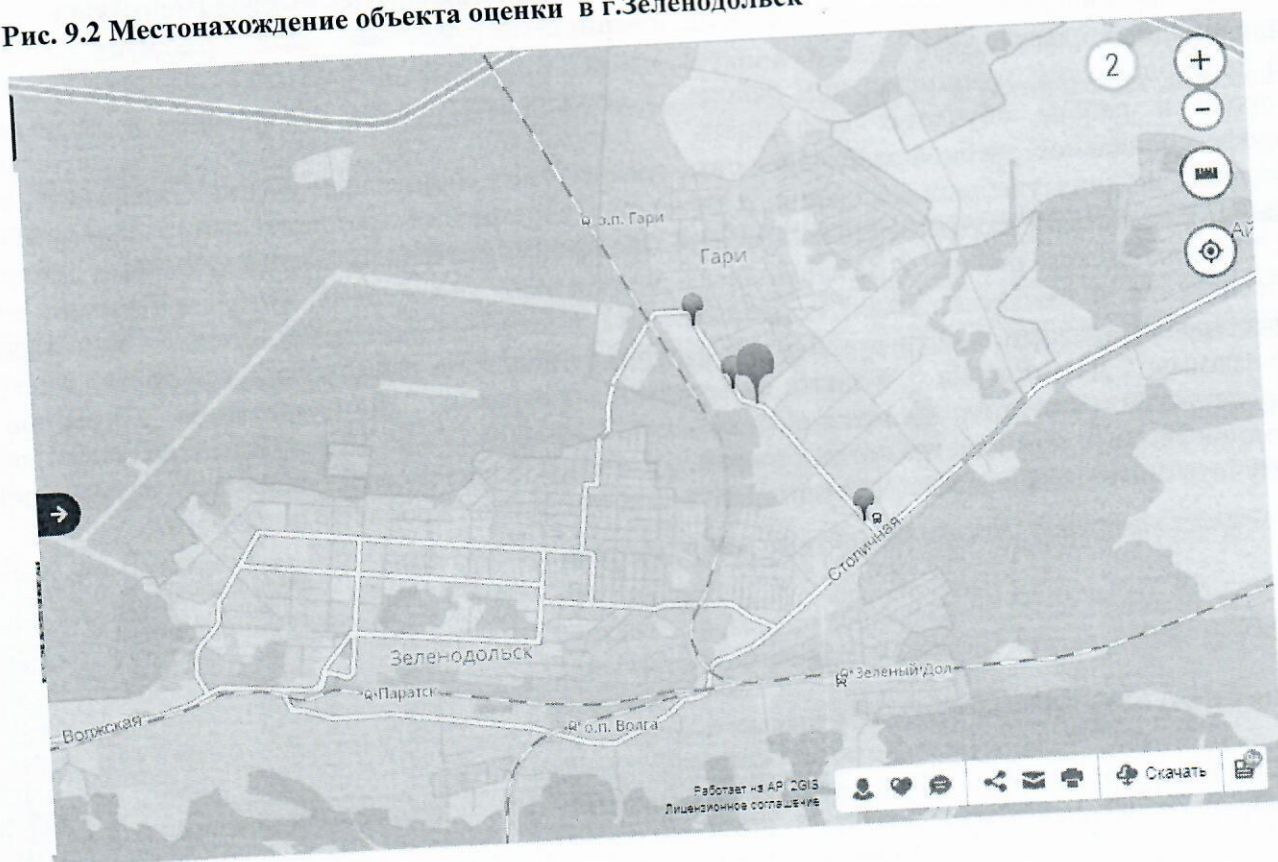 Рис. 9.2 Местонахождение объекта оценки в г.Зеленодольск
2
о.п. Гари
Гари
Столичная
Зеленодольск
Паратск
Зеленый Дол
Волжская
о.п. Волга
Работает на API 2GIS
Лицензионное соглашение
Скачать